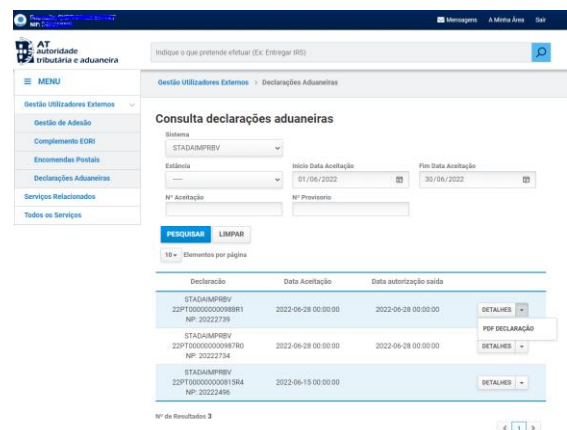 Mensagens A Minha Área Sair
AT
autoridade
tributária e aduaneira
Indique o que pretende efetuar (Ex: Entregar IRS)
MENU
Gestão Utilizadores Externos > Declarações Aduaneiras
Gestão Utilizadores Externos
Gestão de Adesão
Complemento EORI
Encomendas Postais
Declarações Aduaneiras
Serviços Relacionados
Todos os Serviços
Consulta declarações aduaneiras
Sistema
STADAIMPRBV
Estância Início Data Aceitação Fim Data Aceitação
---- 01/06/2022 30/06/2022
Nº Aceitação Nº Provisorio
PESQUISAR LIMPAR
10 Elementos por página
Declaracão Data Aceitação Data autorização saída
STADAIMPRBV
22PT000000000988R1 2022-06-28 00:00:00 2022-06-28 00:00:00 DETALHES
NP: 20222739
PDF DECLARAÇÃO
STADAIMPRBV
22PT000000000987R0 2022-06-28 00:00:00 2022-06-28 00:00:00 DETALHES
NP: 20222734
STADAIMPRBV
22PT000000000815R4 2022-06-15 00:00:00 DETALHES
NP: 20222496
Nº de Resultados 3
< 1 >